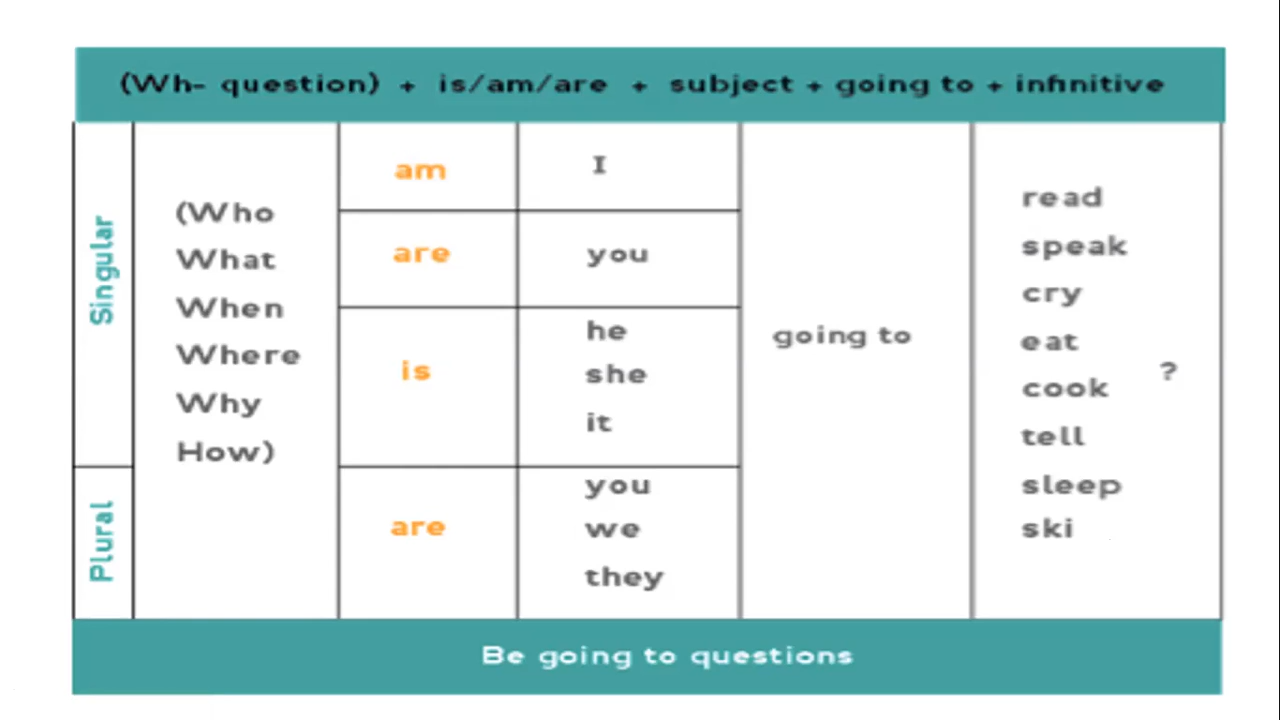 (Wh- question) + is/am/are + subject + going to + infinitive
Singular
(Who
What
When
Where
Why
How)
am
I
are
you
is
he
she
it
going to
read
speak
cry
eat
cook
tell
sleep
ski
?
Plural
are
you
we
they
Be going to questions